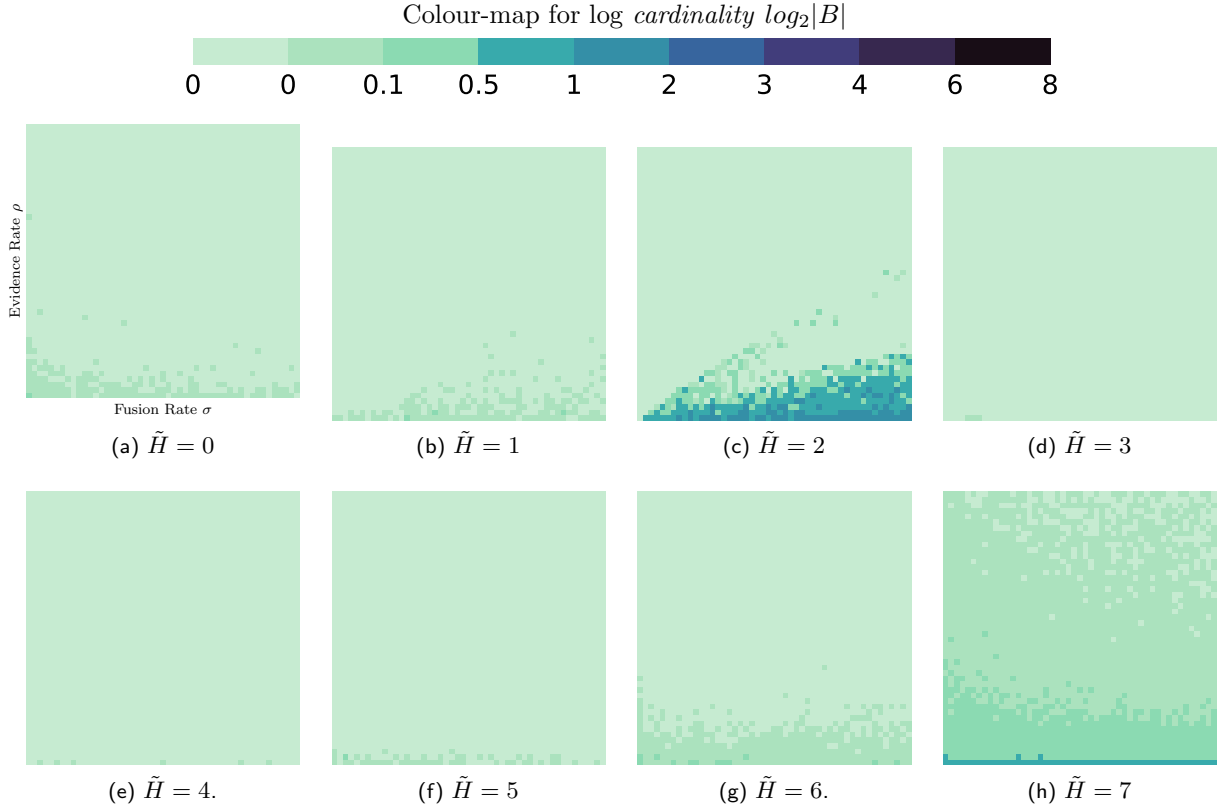 Colour-map for log cardinality log₂|B|
0 0 0.1 0.5 1 2 3 4 6 8
Evidence Rate ρ
Fusion Rate σ
(a) H̃ = 0
(b) H̃ = 1
(c) H̃ = 2
(d) H̃ = 3
(e) H̃ = 4.
(f) H̃ = 5
(g) H̃ = 6.
(h) H̃ = 7